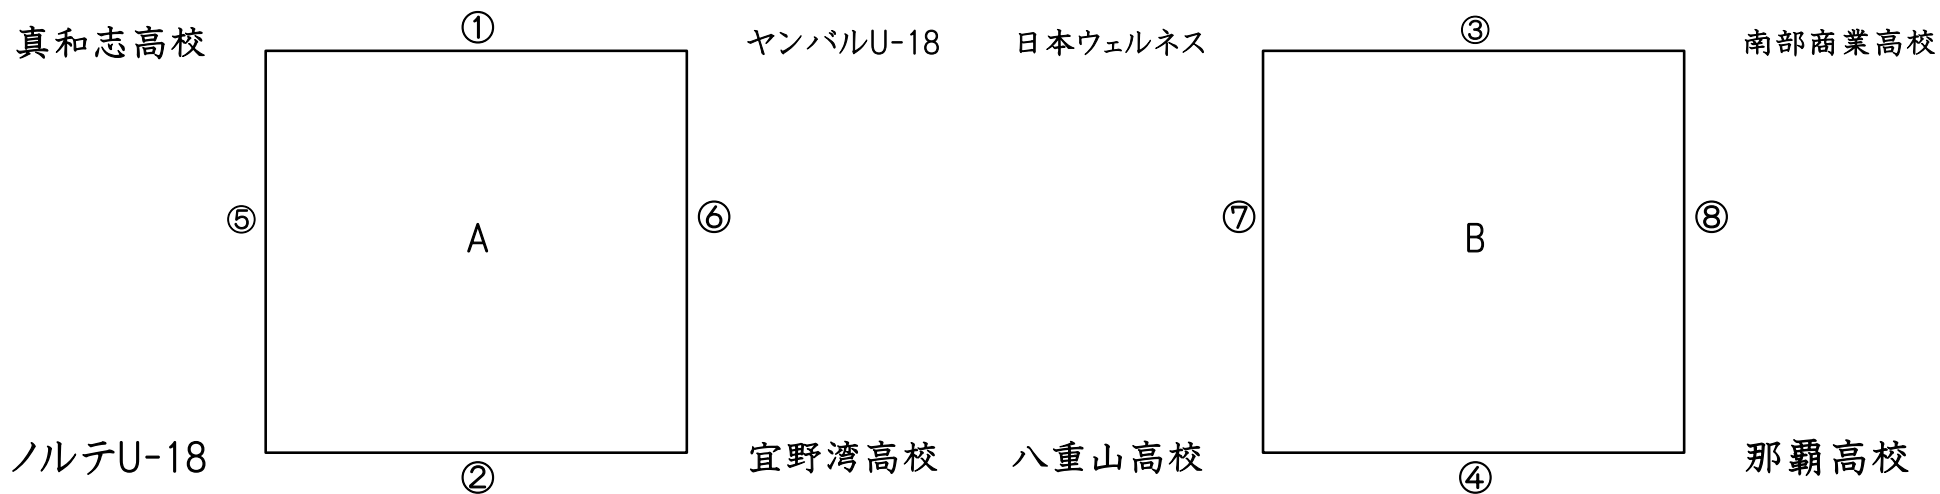 ①
真和志高校 ヤンバルU-18
⑤ A ⑥
ノルテU-18 宜野湾高校
②
③
日本ウェルネス 南部商業高校
⑦ B ⑧
八重山高校 那覇高校
④